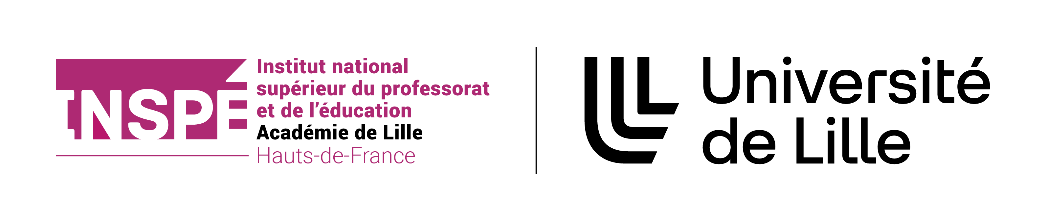 INSPÉ
Institut national
supérieur du professorat
et de l'éducation
Académie de Lille
Hauts-de-France
Université
de Lille